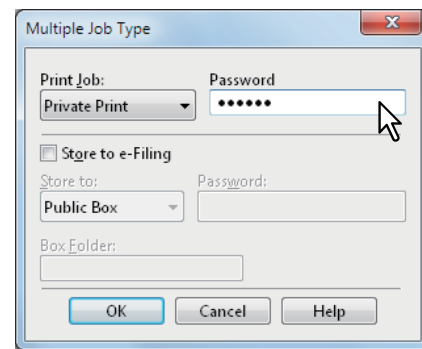 Multiple Job Type
Print Job: Password
Private Print ●●●●●●
Store to e-Filing
Store to: Password:
Public Box
Box Folder:
OK Cancel Help